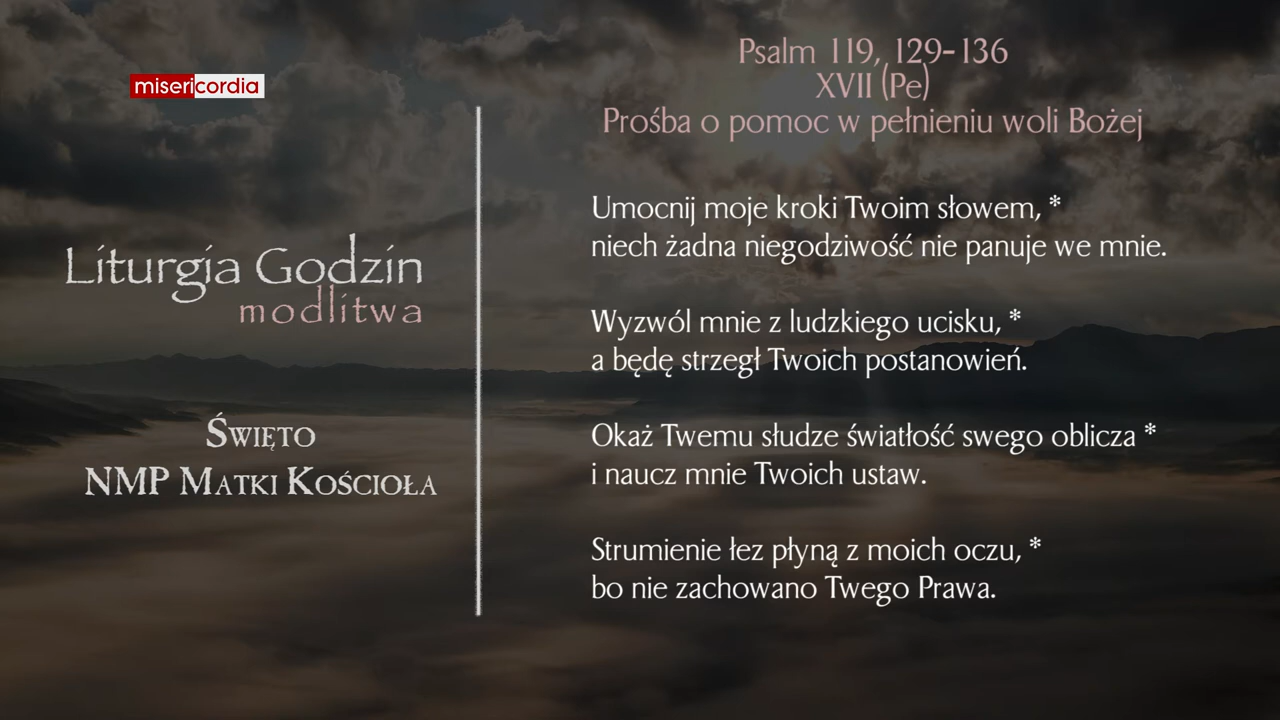 misericordia
Liturgia Godzin
modlitwa
Święto
NMP Matki Kościoła
Psalm 119, 129-136
XVII (Pe)
Prośba o pomoc w pełnieniu woli Bożej
Umocnij moje kroki Twoim słowem, *
niech żadna niegodziwość nie panuje we mnie.
Wyzwól mnie z ludzkiego ucisku, *
a będę strzegł Twoich postanowień.
Okaż Twemu słudze światłość swego oblicza *
i naucz mnie Twoich ustaw.
Strumienie łez płyną z moich oczu, *
bo nie zachowano Twego Prawa.